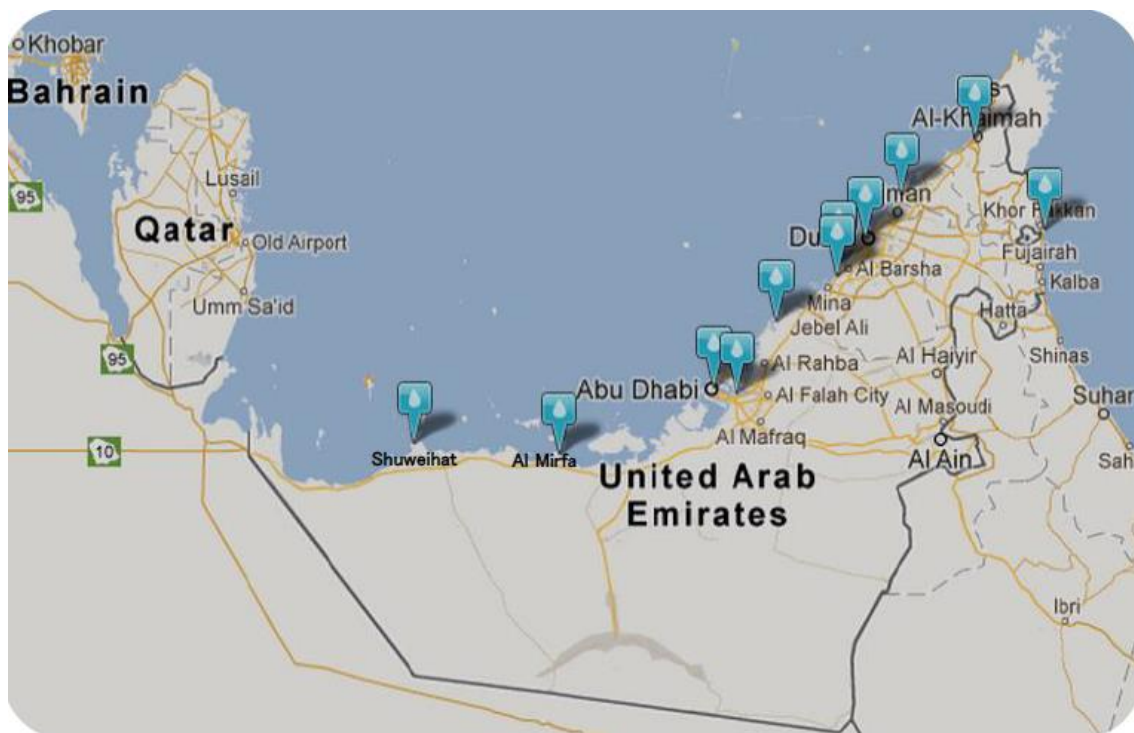 Khobar
Bahrain
95
Lusail
Qatar
Old Airport
Umm Sa'id
95
10
Shuweihat
Al Mirfa
Abu Dhabi
United Arab
Emirates
Al-Khaimah
Khor Fakkan
Fujairah
Kalba
Al Barsha
Mina
Jebel Ali
Hatta
Shinas
Al Rahba
Al Haiyir
Al Falah City
Al Masoudi
Al Mafraq
Al Ain
Suhar
Sah
Ibri